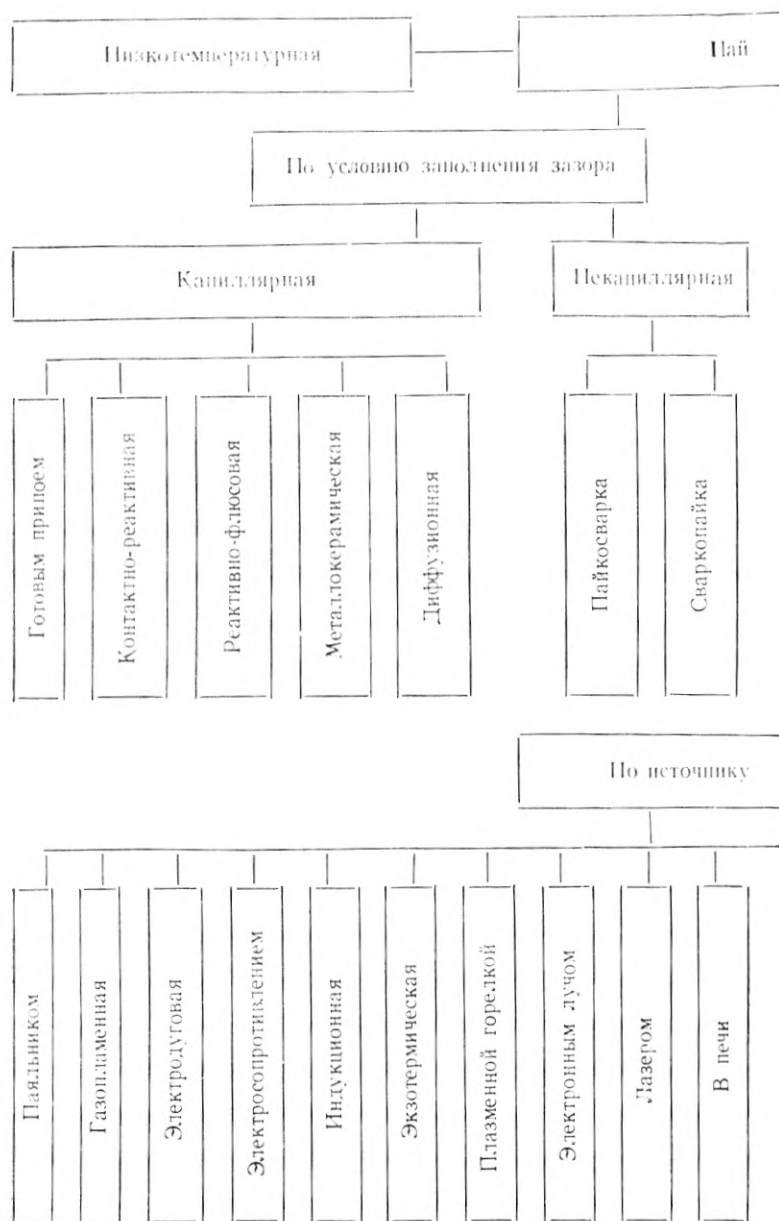 Низкотемпературная
Пай
По условию заполнения зазора
Капиллярная
Некапиллярная
Готовым припоем
Контактно-реактивная
Реактивно-флюсовая
Металлокерамическая
Диффузионная
Пайкосварка
Сваркопайка
По источнику
Паяльником
Газопламенная
Электродуговая
Электросопротивлением
Индукционная
Экзотермическая
Плазменной горелкой
Электронным лучом
Лазером
В печи